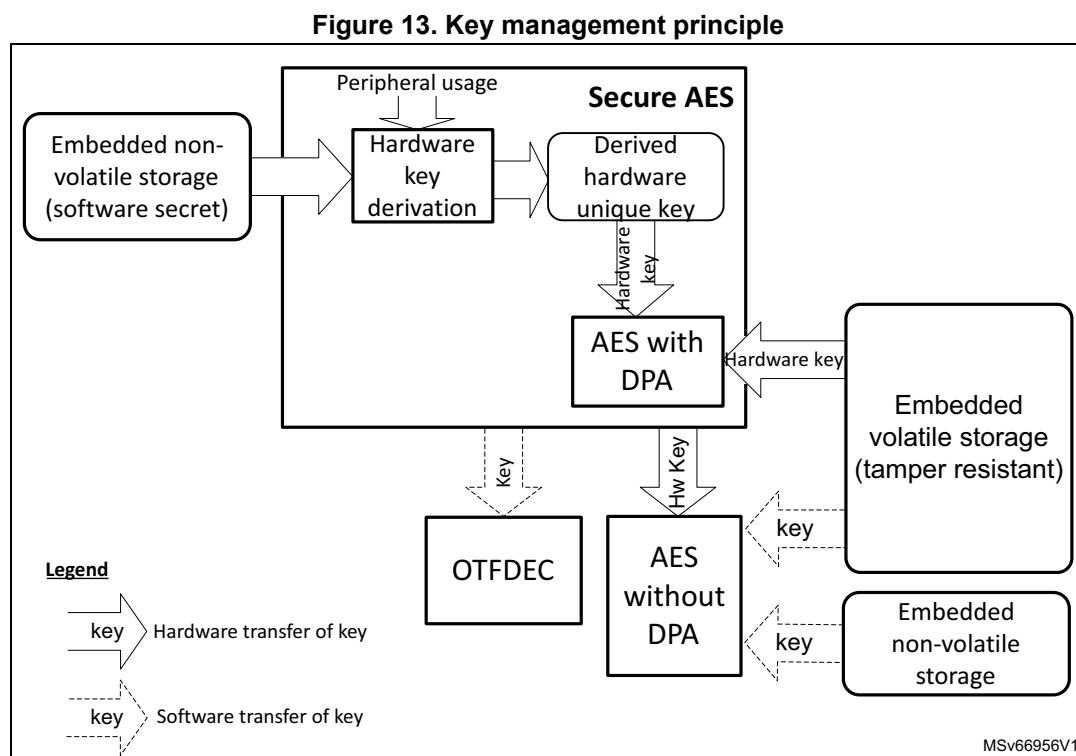 Figure 13. Key management principle
Peripheral usage
Secure AES
Embedded non-
volatile storage
(software secret)
Hardware
key
derivation
Derived
hardware
unique key
Hardware
key
AES with
DPA
Hardware key
Embedded
volatile storage
(tamper resistant)
Key
Hw Key
key
OTFDEC
AES
without
DPA
key
Embedded
non-volatile
storage
Legend
key
Hardware transfer of key
key
Software transfer of key
MSv66956V1